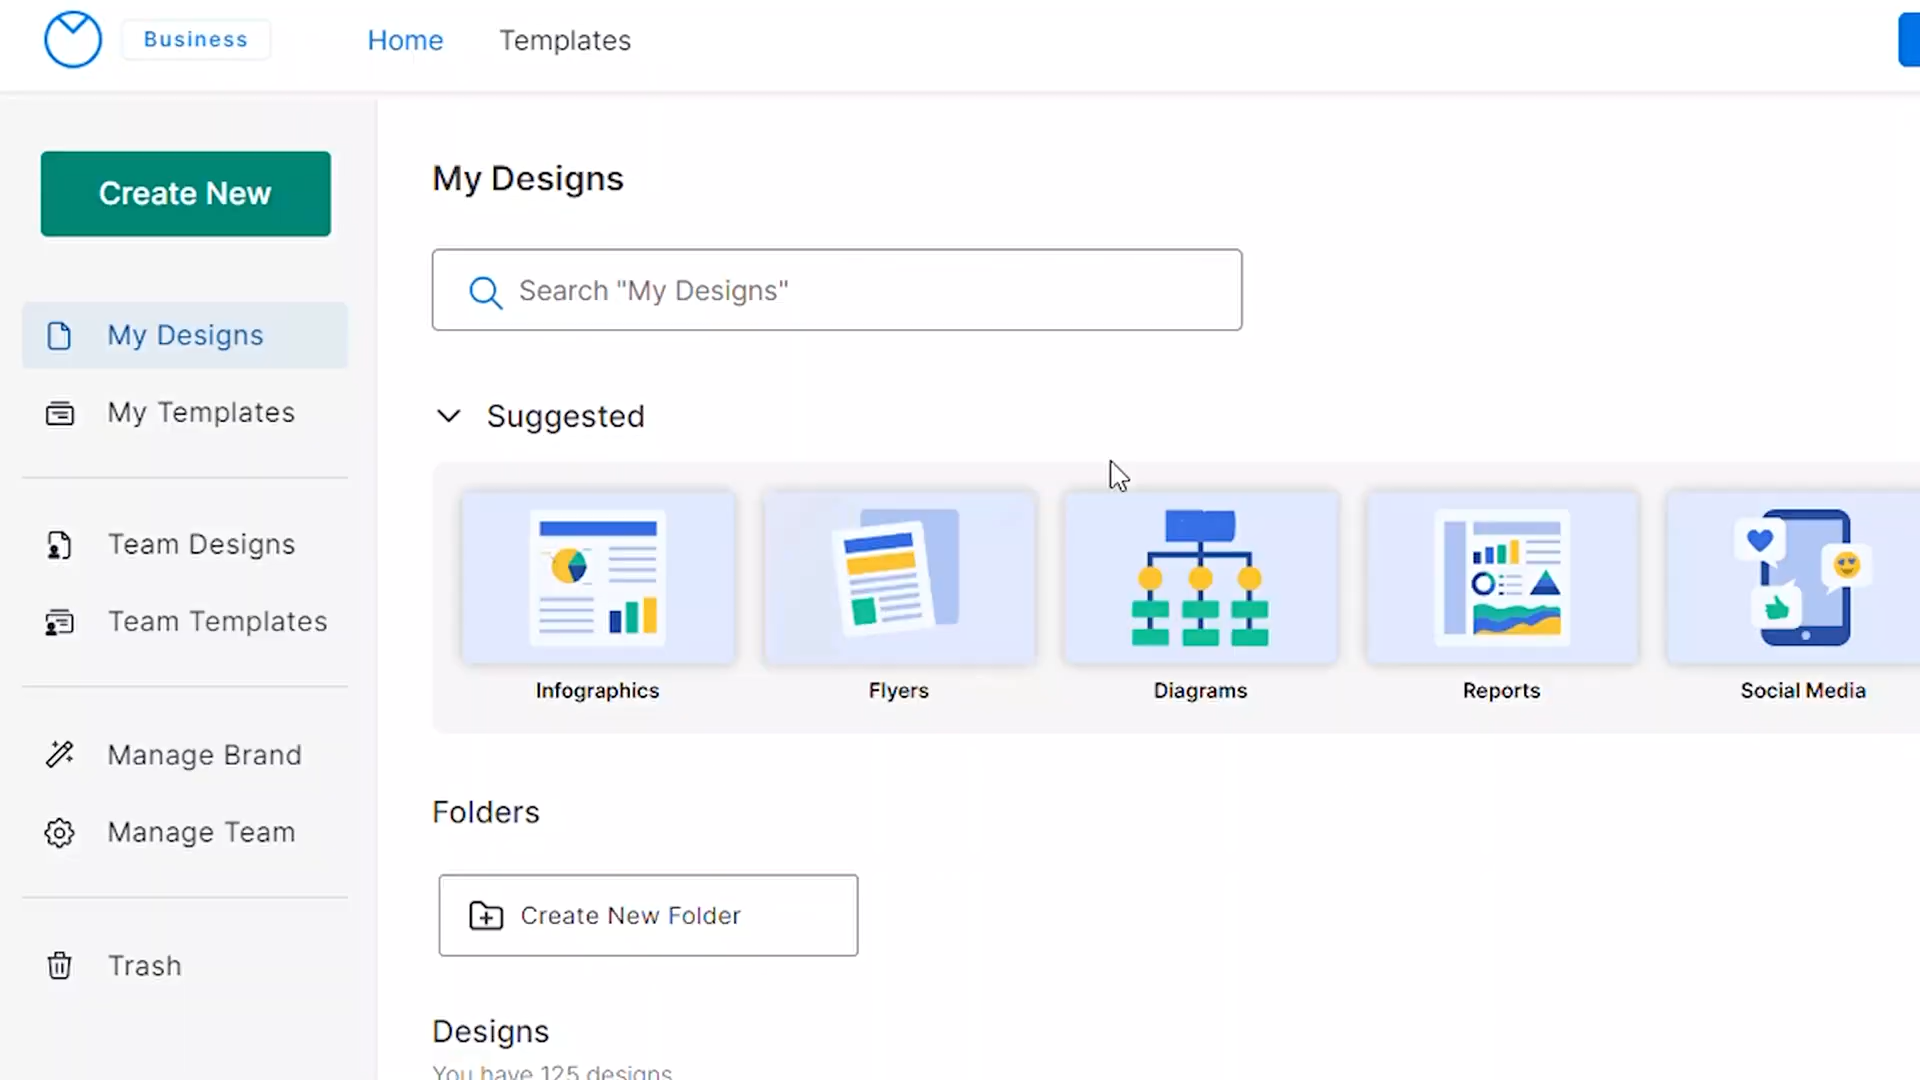 Business
Home
Templates
Create New
My Designs
My Templates
Team Designs
Team Templates
Manage Brand
Manage Team
Trash
My Designs
Search "My Designs"
Suggested
Infographics
Flyers
Diagrams
Reports
Social Media
Folders
Create New Folder
Designs
You have 125 designs